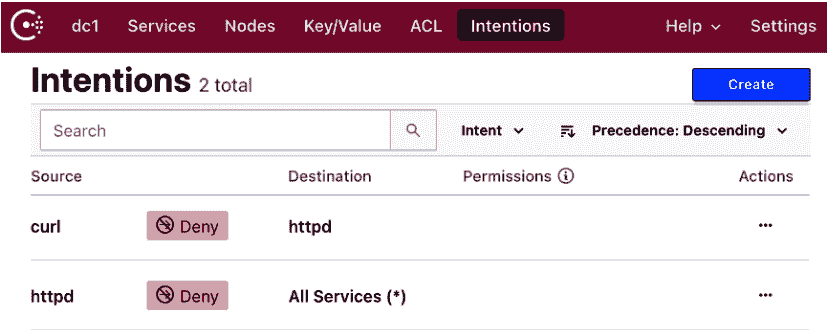 dc1 Services Nodes Key/Value ACL Intentions Help Settings
Intentions 2 total
Create
Search Intent Precedence: Descending
Source Destination Permissions Actions
curl Deny httpd ...
httpd Deny All Services (*) ...